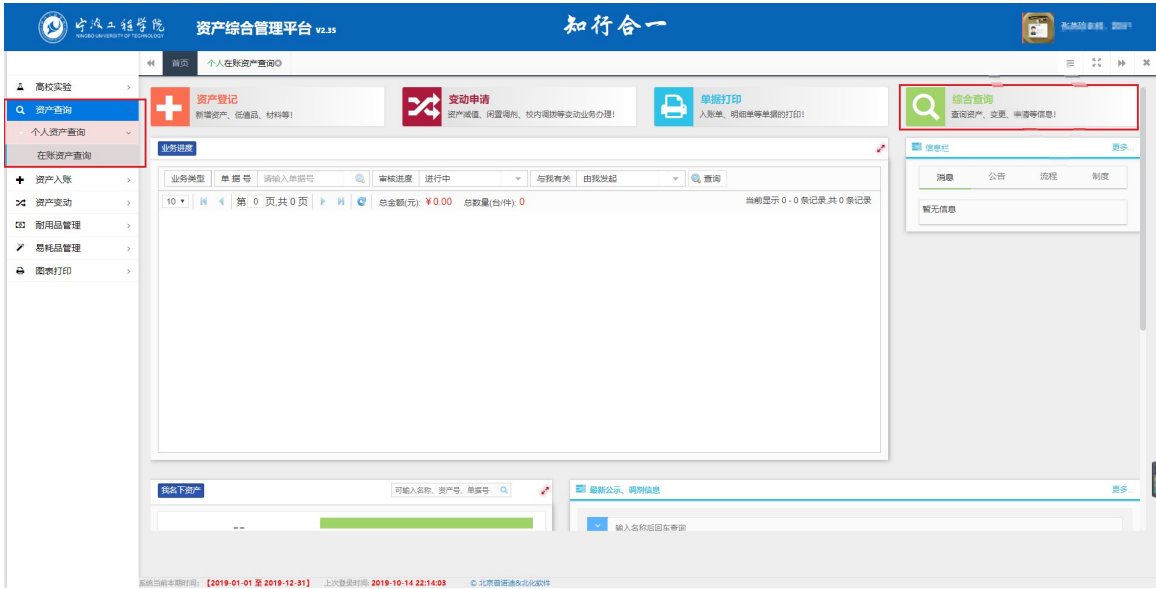 宁波工程学院
NINGBO UNIVERSITY OF TECHNOLOGY
资产综合管理平台 V2.35
知行合一
首页
个人在账资产查询
高校实验
资产查询
个人资产查询
在账资产查询
资产入账
资产变动
耐用品管理
易耗品管理
图表打印
资产登记
新增资产、低值品、材料等!
变动申请
资产减值、闲置调剂、校内调拨等变动业务办理!
单据打印
入账单、明细单等单据的打印!
综合查询
查询资产、变更、申请等信息!
业务进度
业务类型 单据号 请输入单据号 审核进度 进行中 与我有关 由我发起 查询
10 第 0 页,共 0 页 总金额(元): ¥0.00 总数量(台/件): 0 当前显示 0 - 0 条记录,共 0 条记录
信息栏 更多...
消息 公告 流程 制度
暂无信息
我名下资产 可输入名称、资产号、单据号
--
最新公示、调剂信息 更多...
输入名称后回车查询
系统当前本期时间: 【2019-01-01 至 2019-12-31】 上次登录时间: 2019-10-14 22:14:03 © 北京普诺迪&北化软件